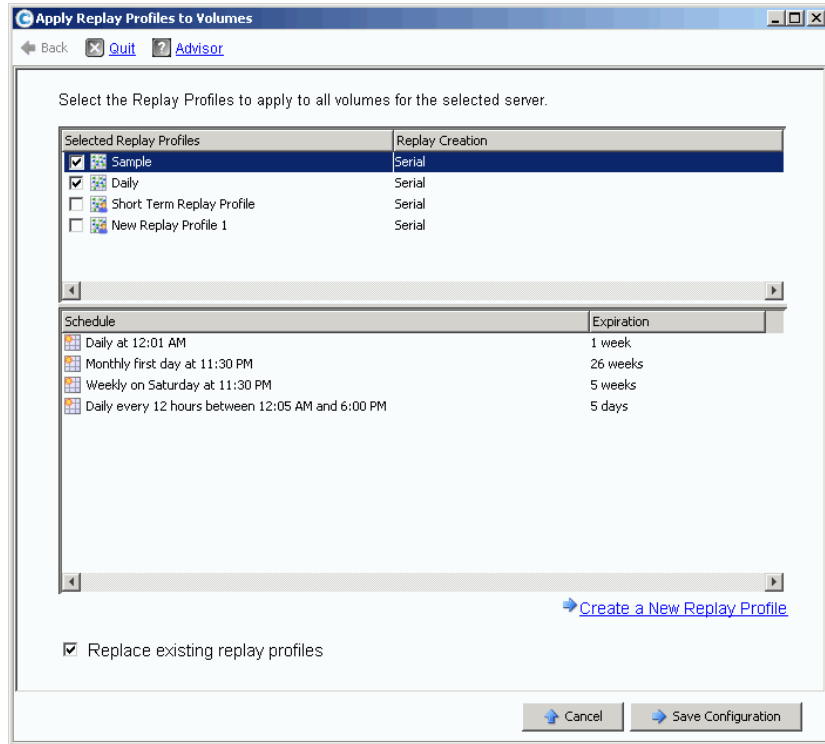 Apply Replay Profiles to Volumes
Back Quit Advisor
Select the Replay Profiles to apply to all volumes for the selected server.
Selected Replay Profiles Replay Creation
Sample Serial
Daily Serial
Short Term Replay Profile Serial
New Replay Profile 1 Serial
Schedule Expiration
Daily at 12:01 AM 1 week
Monthly first day at 11:30 PM 26 weeks
Weekly on Saturday at 11:30 PM 5 weeks
Daily every 12 hours between 12:05 AM and 6:00 PM 5 days
Create a New Replay Profile
Replace existing replay profiles
Cancel Save Configuration